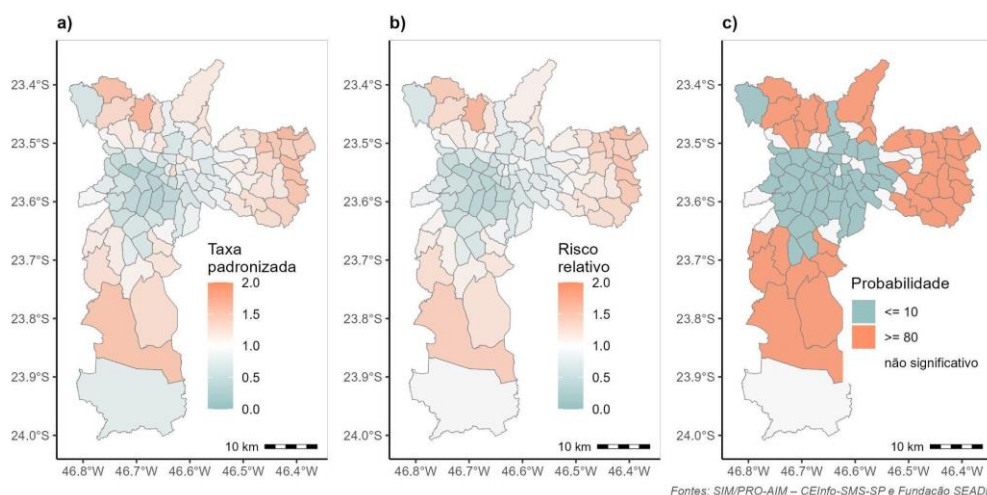 a)
23.4°S
23.5°S
23.6°S
23.7°S
23.8°S
23.9°S
24.0°S
46.8°W 46.7°W 46.6°W 46.5°W 46.4°W
Taxa
padronizada
2.0
1.5
1.0
0.5
0.0
10 km
b)
23.4°S
23.5°S
23.6°S
23.7°S
23.8°S
23.9°S
24.0°S
46.8°W 46.7°W 46.6°W 46.5°W 46.4°W
Risco
relativo
2.0
1.5
1.0
0.5
0.0
10 km
c)
23.4°S
23.5°S
23.6°S
23.7°S
23.8°S
23.9°S
24.0°S
46.8°W 46.7°W 46.6°W 46.5°W 46.4°W
Probabilidade
<= 10
>= 80
não significativo
10 km
Fontes: SIM/PRO-AIM – CEInfo-SMS-SP e Fundação SEADE